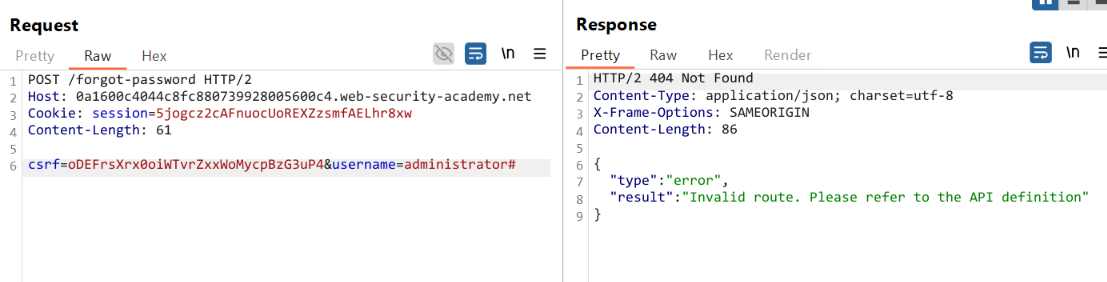 Request
Pretty Raw Hex
\n
1 POST /forgot-password HTTP/2
2 Host: 0a1600c4044c8fc880739928005600c4.web-security-academy.net
3 Cookie: session=5jogcz2cAFnuocUoREXZzsmfAELhr8xw
4 Content-Length: 61
5
6 csrf=oDEFrsXrx0oiWTvrZxxWoMycpBzG3uP4&username=administrator#
Response
Pretty Raw Hex Render
\n
1 HTTP/2 404 Not Found
2 Content-Type: application/json; charset=utf-8
3 X-Frame-Options: SAMEORIGIN
4 Content-Length: 86
5
6 {
7 "type":"error",
8 "result":"Invalid route. Please refer to the API definition"
9 }